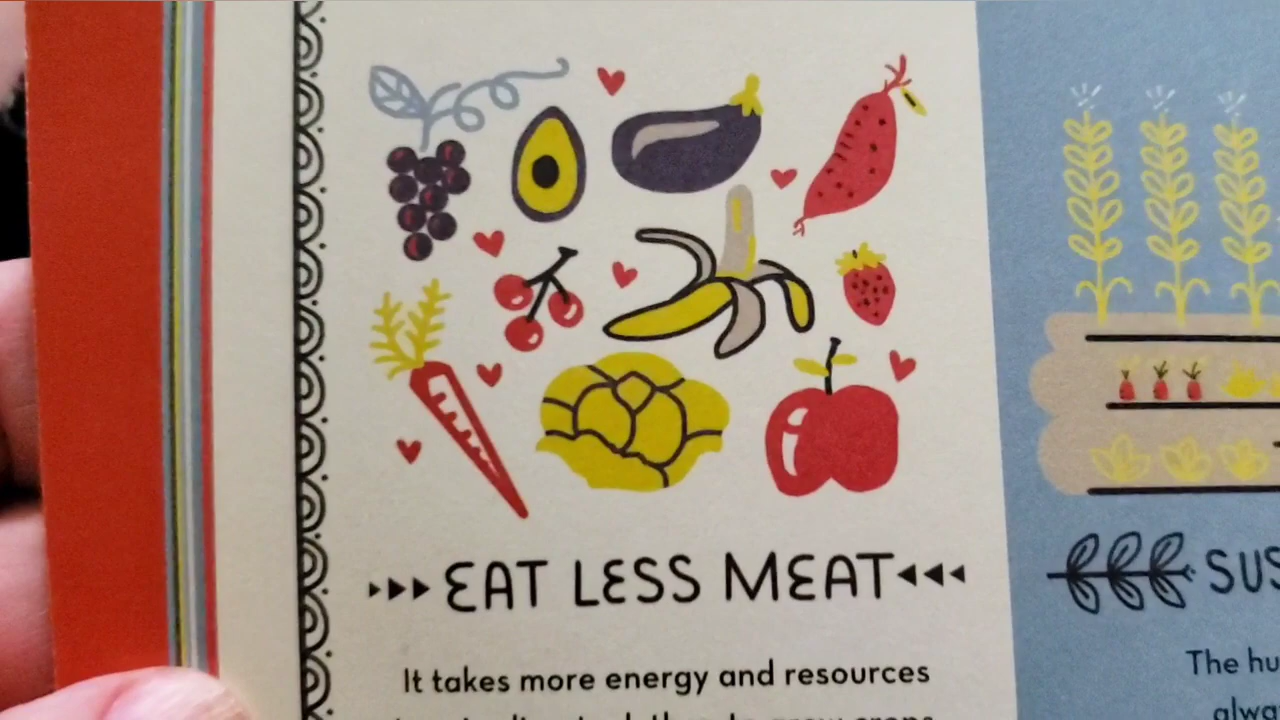 EAT LESS MEAT
It takes more energy and resources
SUS
The hu
alwa